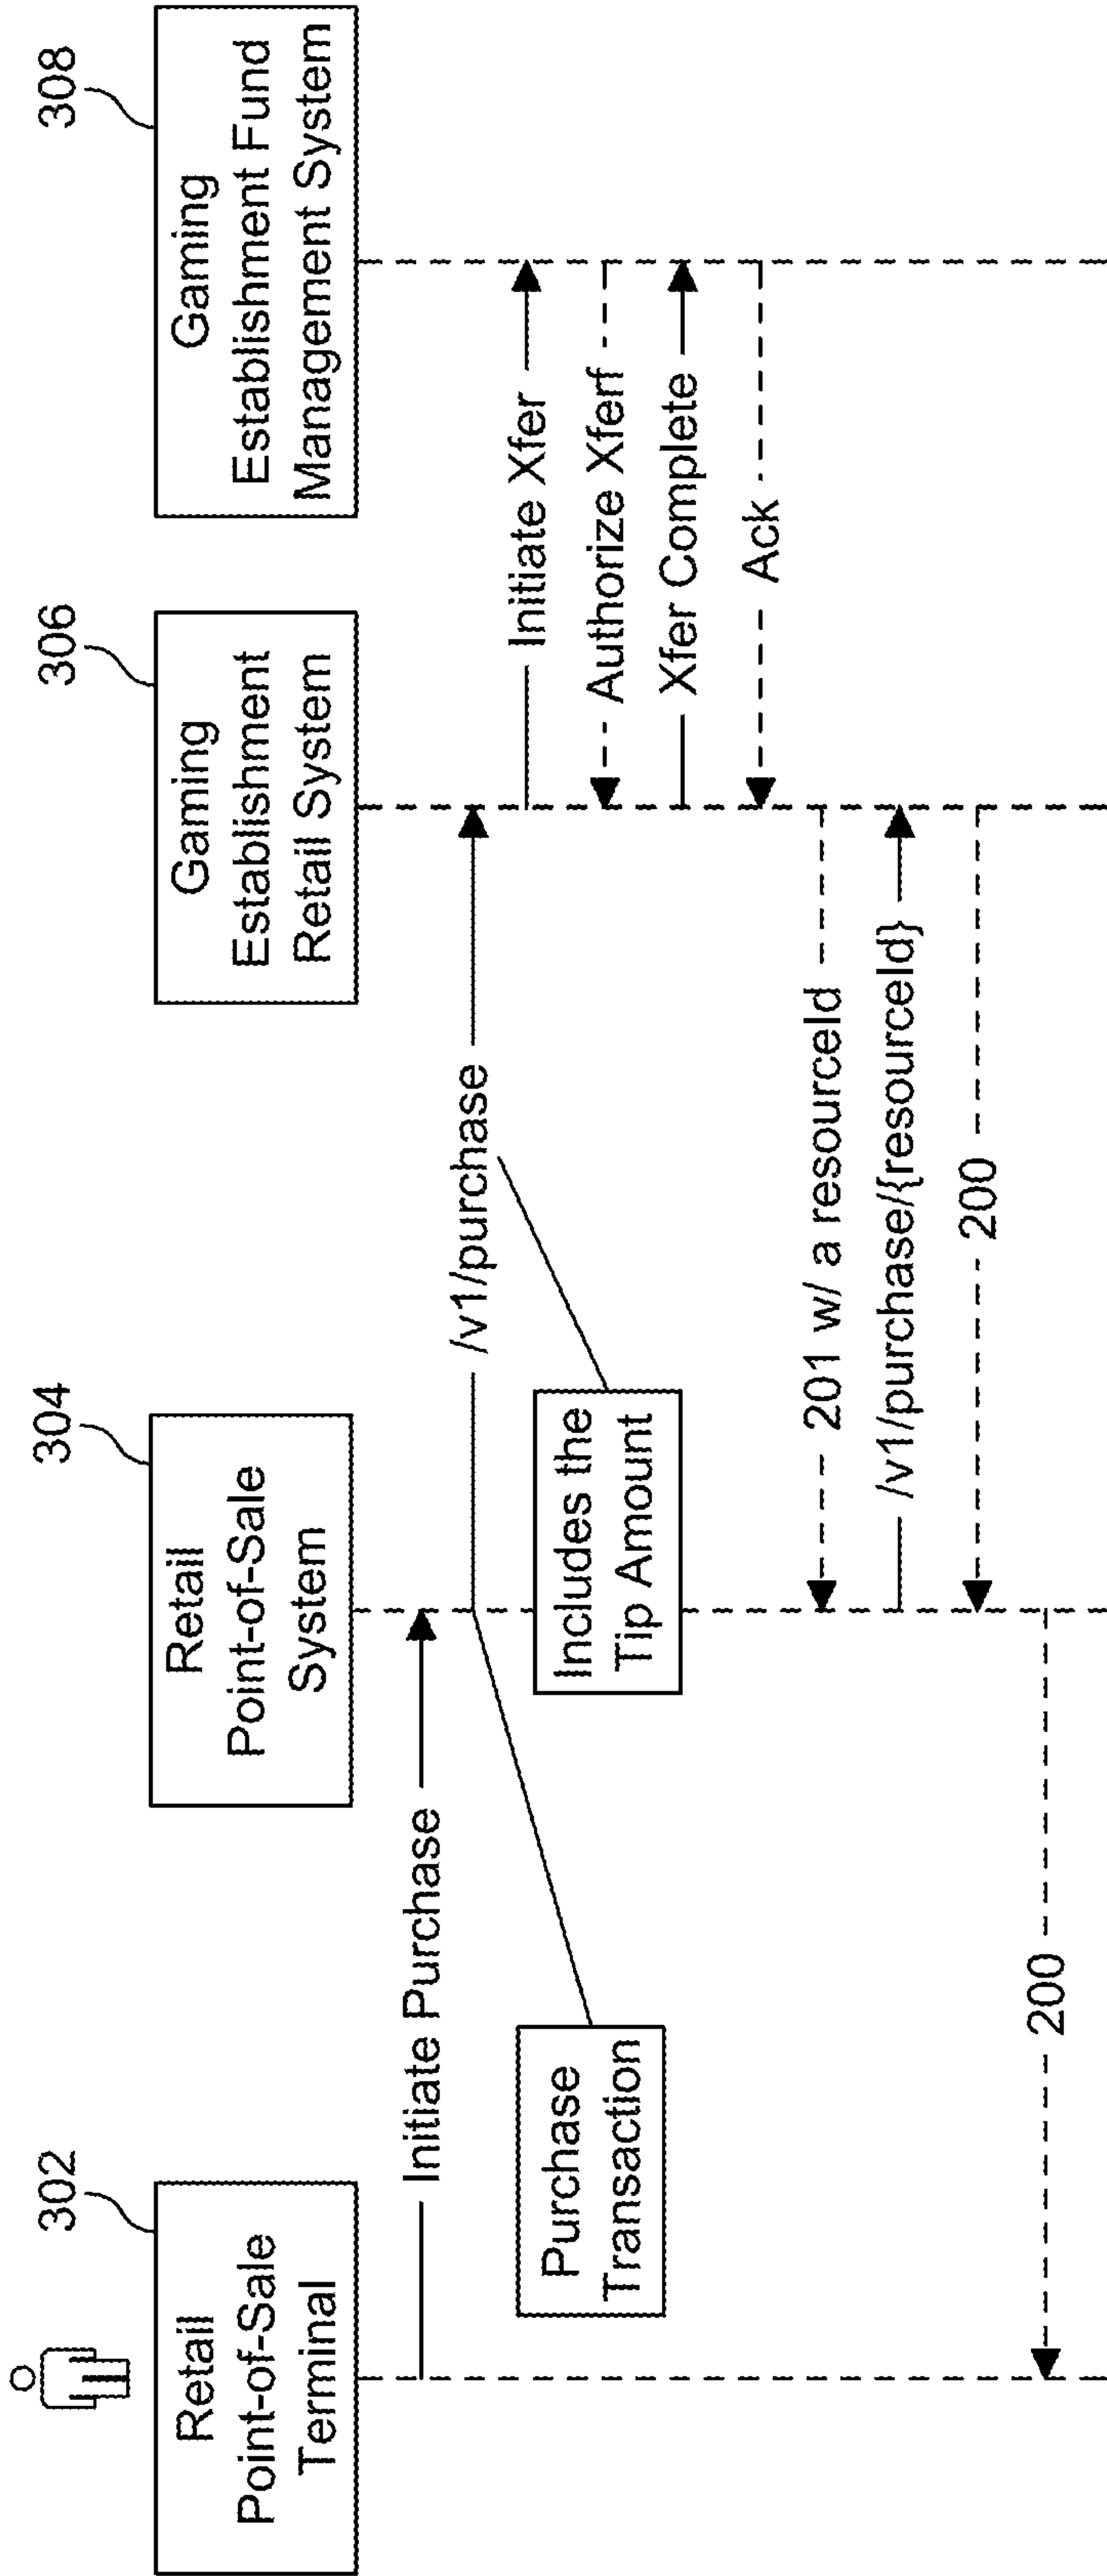 302
304
306
308
Retail
Point-of-Sale
Terminal
Retail
Point-of-Sale
System
Gaming
Establishment
Retail System
Gaming
Establishment Fund
Management System
Initiate Purchase
/v1/purchase
Purchase
Transaction
Includes the
Tip Amount
Initiate Xfer
Authorize Xferf
Xfer Complete
Ack
201 w/ a resourceId
/v1/purchase/{resourceId}
200
200